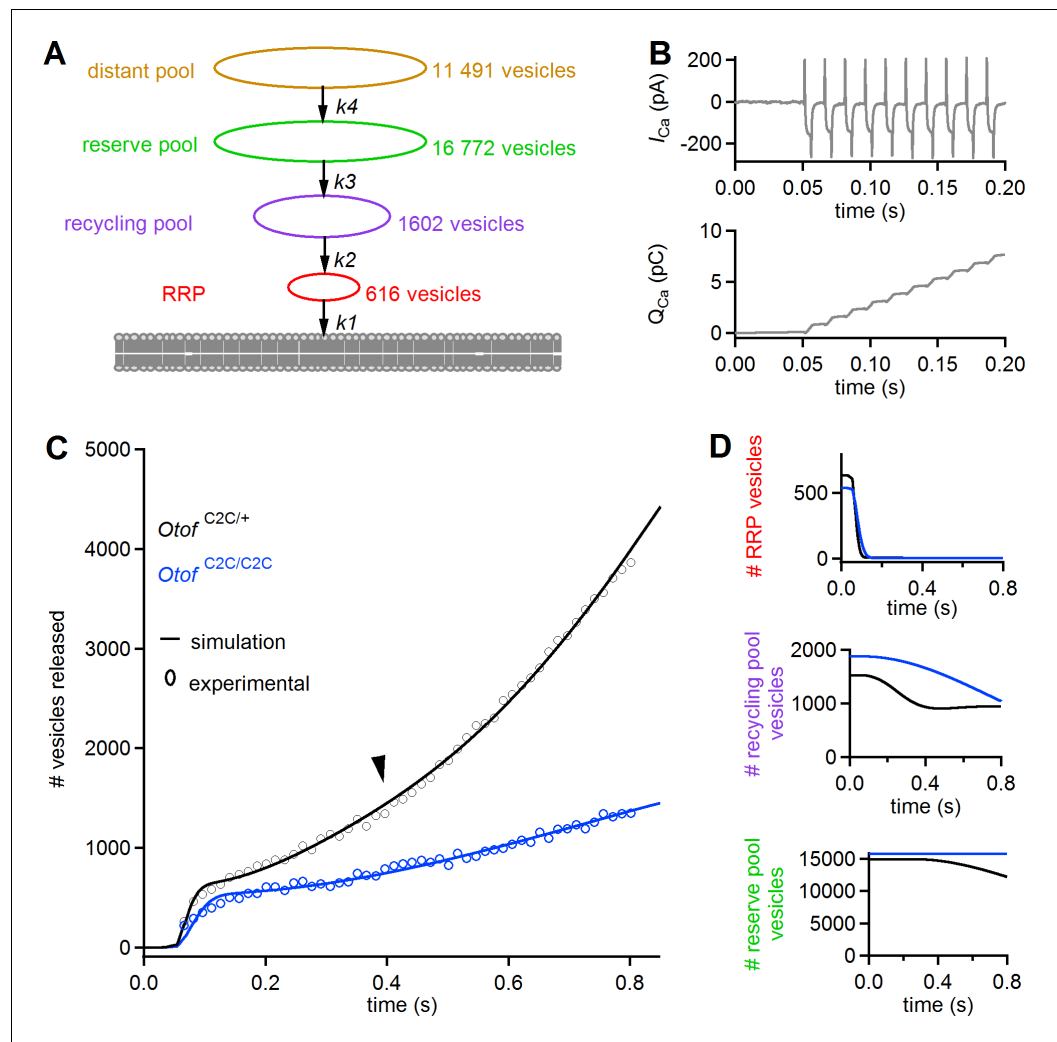 A
distant pool
11 491 vesicles
k4
reserve pool
16 772 vesicles
k3
recycling pool
1602 vesicles
k2
RRP
616 vesicles
k1
B
200
0
-200
I Ca (pA)
0.00 0.05 0.10 0.15 0.20
time (s)
10
5
0
Q Ca (pC)
0.00 0.05 0.10 0.15 0.20
time (s)
C
5000
4000
3000
2000
1000
0
# vesicles released
Otof C2C/+
Otof C2C/C2C
simulation
experimental
0.0 0.2 0.4 0.6 0.8
time (s)
D
# RRP vesicles
500
0
0.0 0.4 0.8
time (s)
# recycling pool
vesicles
2000
1000
0
0.0 0.4 0.8
time (s)
# reserve pool
vesicles
15000
10000
5000
0
0.0 0.4 0.8
time (s)